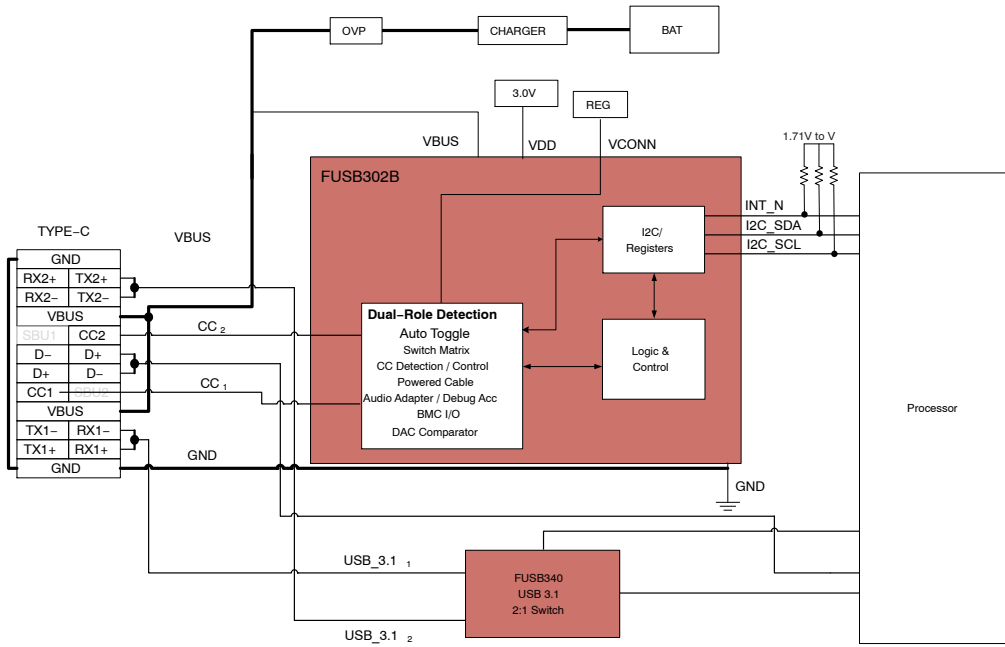 OVP
CHARGER
BAT
3.0V
REG
VBUS
VDD
VCONN
1.71V to V
FUSB302B
INT_N
I2C_SDA
I2C_SCL
I2C/
Registers
TYPE−C
VBUS
GND
RX2+ TX2+
RX2− TX2−
VBUS
SBU1 CC2
D− D+
D+ D−
CC1 SBU2
VBUS
TX1− RX1−
TX1+ RX1+
GND
CC 2
CC 1
GND
Dual−Role Detection
Auto Toggle
Switch Matrix
CC Detection / Control
Powered Cable
Audio Adapter / Debug Acc
BMC I/O
DAC Comparator
Logic &
Control
Processor
GND
USB_3.1 1
USB_3.1 2
FUSB340
USB 3.1
2:1 Switch